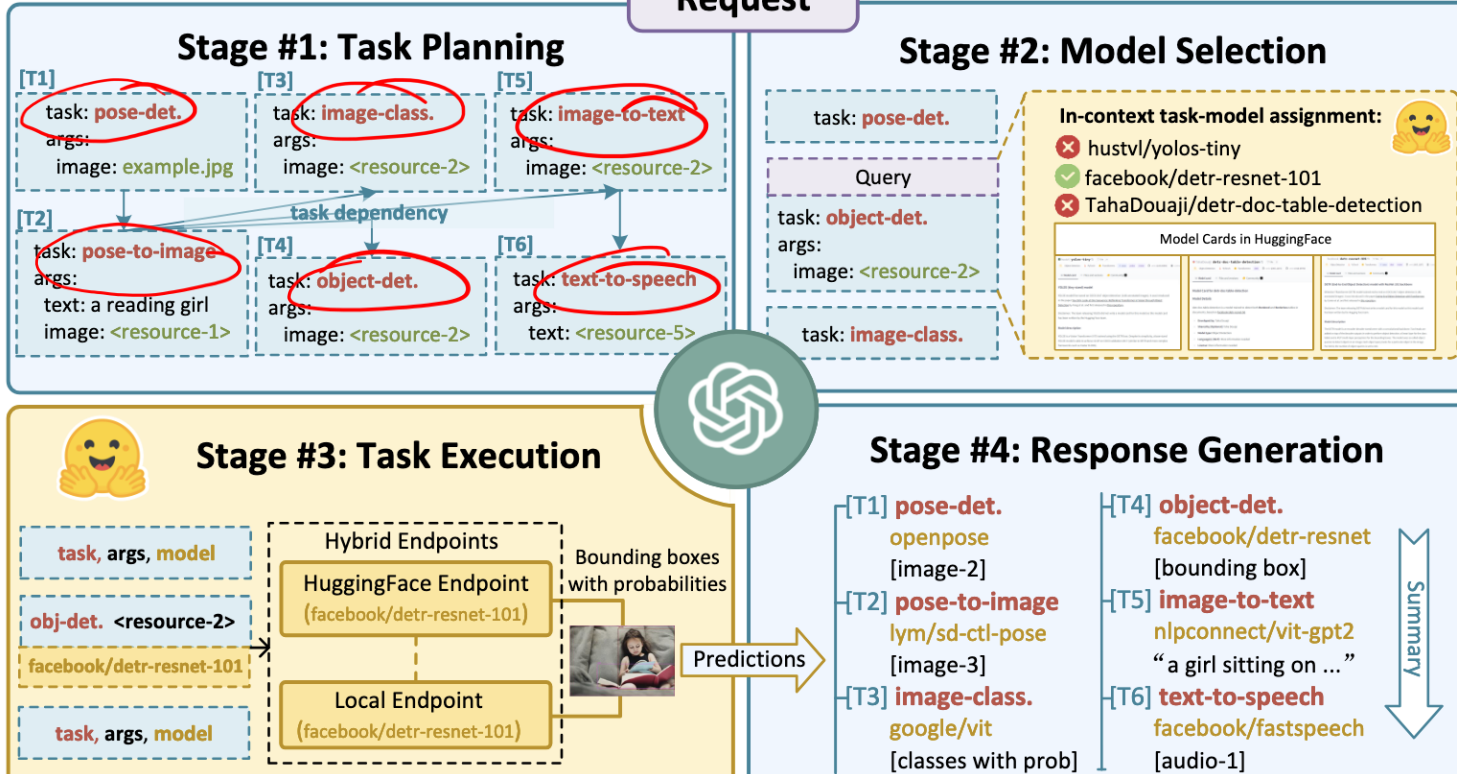 Request
Stage #1: Task Planning
[T1]
task: pose-det.
args:
image: example.jpg
[T3]
task: image-class.
args:
image: <resource-2>
[T5]
task: image-to-text
args:
image: <resource-2>
task dependency
[T2]
task: pose-to-image
args:
text: a reading girl
image: <resource-1>
[T4]
task: object-det.
args:
image: <resource-2>
[T6]
task: text-to-speech
args:
text: <resource-5>
Stage #2: Model Selection
task: pose-det.
Query
task: object-det.
args:
image: <resource-2>
task: image-class.
In-context task-model assignment:
hustvl/yolos-tiny
facebook/detr-resnet-101
TahaDouaji/detr-doc-table-detection
Model Cards in HuggingFace
Stage #3: Task Execution
task, args, model
obj-det. <resource-2>
facebook/detr-resnet-101
task, args, model
Hybrid Endpoints
HuggingFace Endpoint
(facebook/detr-resnet-101)
Local Endpoint
(facebook/detr-resnet-101)
Bounding boxes
with probabilities
Predictions
Stage #4: Response Generation
[T1] pose-det.
openpose
[image-2]
[T2] pose-to-image
lym/sd-ctl-pose
[image-3]
[T3] image-class.
google/vit
[classes with prob]
[T4] object-det.
facebook/detr-resnet
[bounding box]
[T5] image-to-text
nlpconnect/vit-gpt2
“a girl sitting on ...”
[T6] text-to-speech
facebook/fastspeech
[audio-1]
Summary